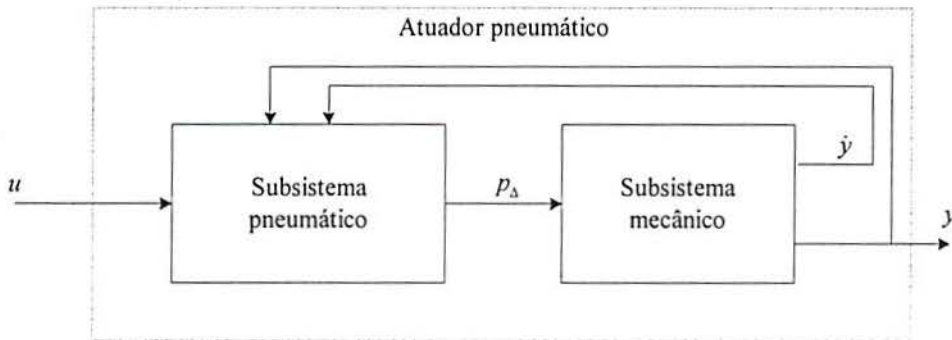 Atuador pneumático
u
Subsistema
pneumático
p_Δ
Subsistema
mecânico
ẏ
y